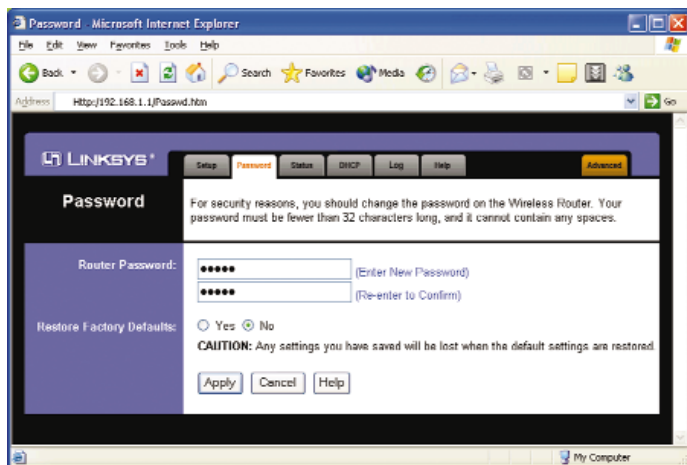 Password - Microsoft Internet Explorer
File Edit View Favorites Tools Help
Back Search Favorites Media
Address Http:/192.168.1.1/Passwd.htm Go
LINKSYS®
Setup Password Status DHCP Log Help Advanced
Password
For security reasons, you should change the password on the Wireless Router. Your
password must be fewer than 32 characters long, and it cannot contain any spaces.
Router Password: ●●●●● (Enter New Password)
●●●●● (Re-enter to Confirm)
Restore Factory Defaults: Yes No
CAUTION: Any settings you have saved will be lost when the default settings are restored.
Apply Cancel Help
My Computer